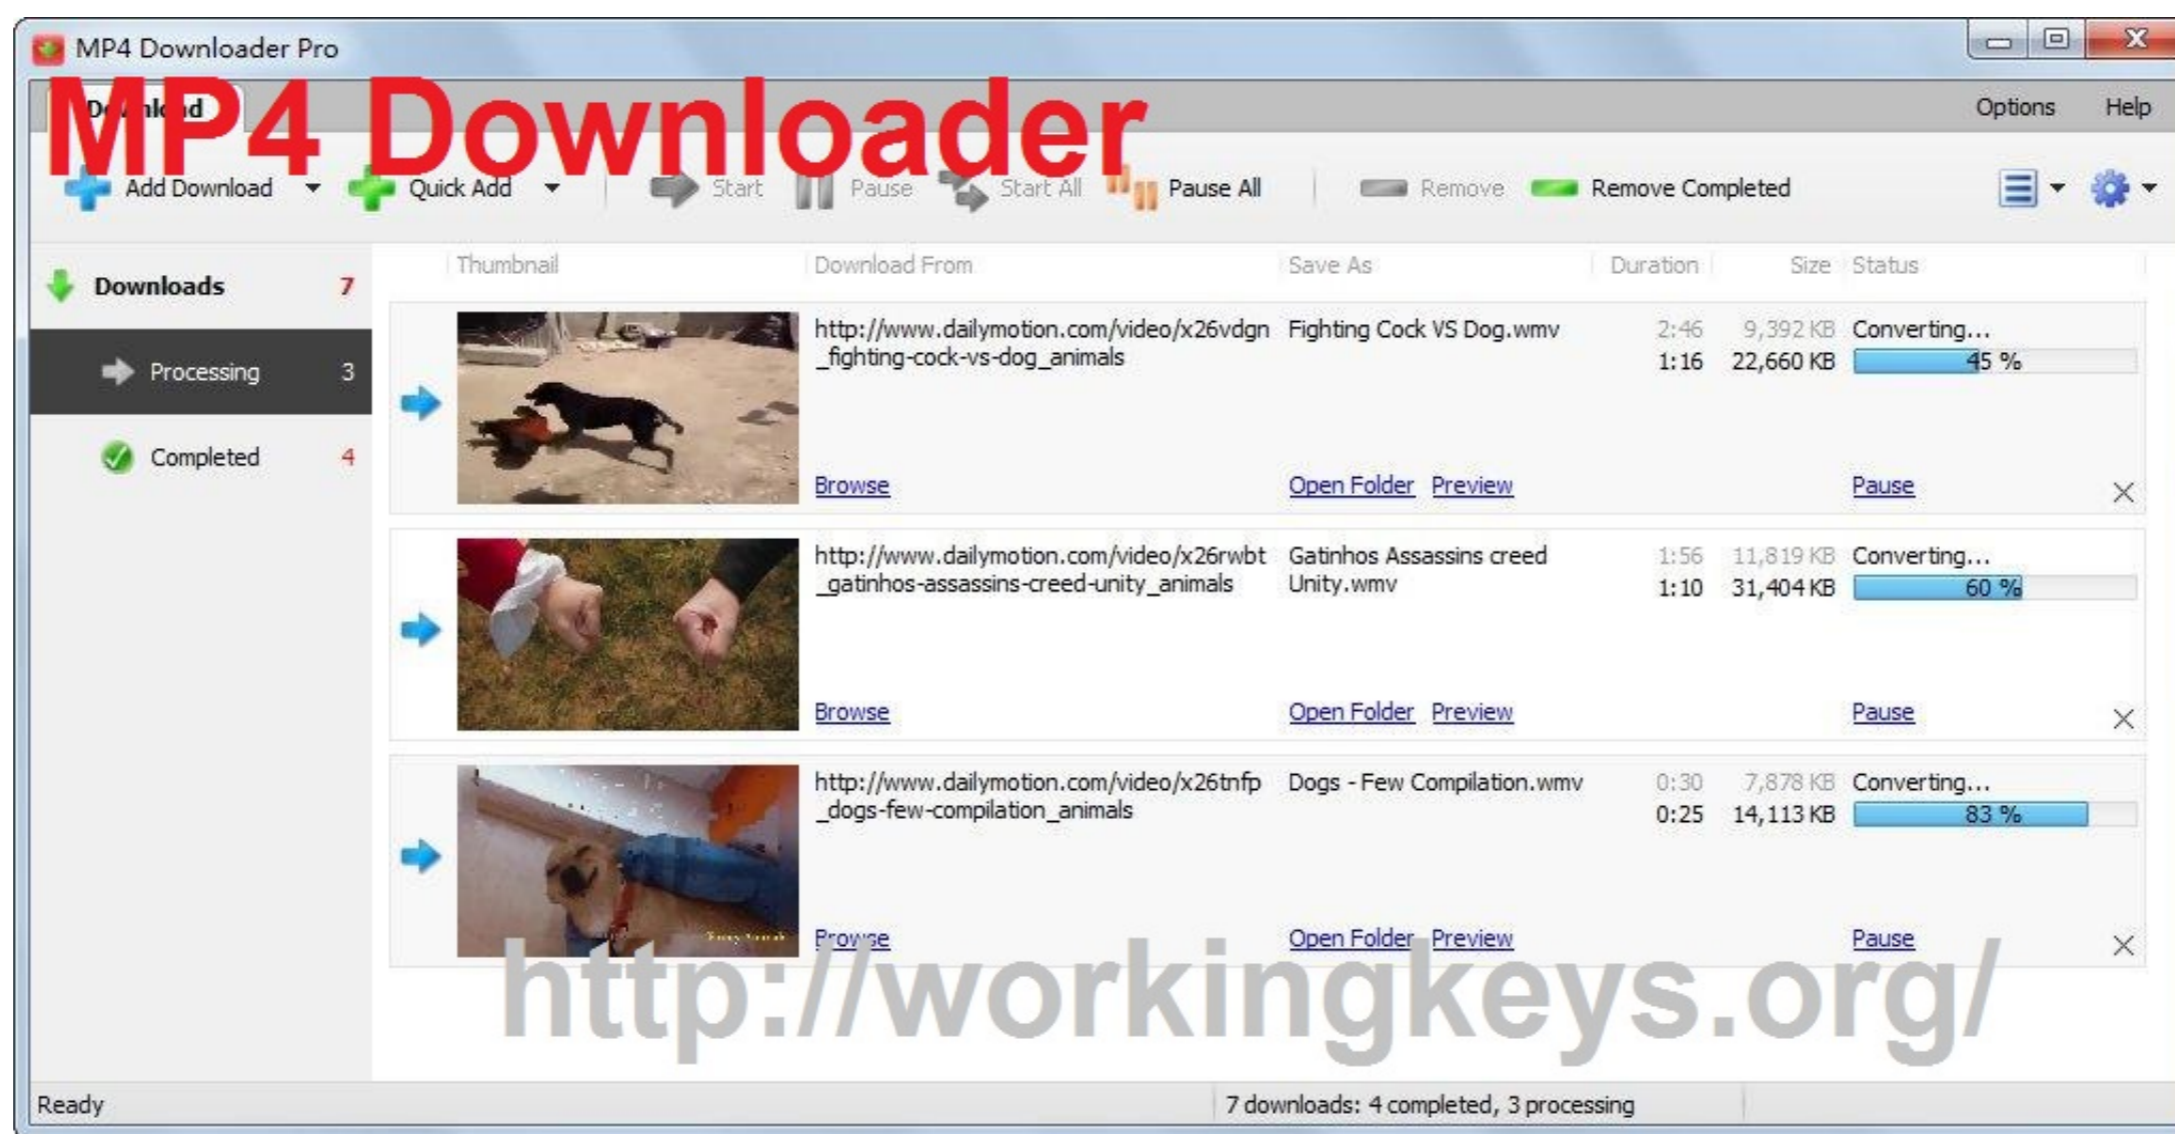 MP4 Downloader Pro
MP4 Downloader
Download
Options Help
Add Download Quick Add Start Pause Start All Pause All Remove Remove Completed
Downloads 7
Processing 3
Completed 4
Thumbnail Download From Save As Duration Size Status
http://www.dailymotion.com/video/x26vdgn Fighting Cock VS Dog.wmv 2:46 9,392 KB Converting...
_fighting-cock-vs-dog_animals 1:16 22,660 KB 45 %
Browse Open Folder Preview Pause
http://www.dailymotion.com/video/x26rwbt Gatinhos Assassins creed 1:56 11,819 KB Converting...
_gatinhos-assassins-creed-unity_animals Unity.wmv 1:10 31,404 KB 60 %
Browse Open Folder Preview Pause
http://www.dailymotion.com/video/x26tnfp Dogs - Few Compilation.wmv 0:30 7,878 KB Converting...
_dogs-few-compilation_animals 0:25 14,113 KB 83 %
Browse Open Folder Preview Pause
http://workingkeys.org/
Ready 7 downloads: 4 completed, 3 processing